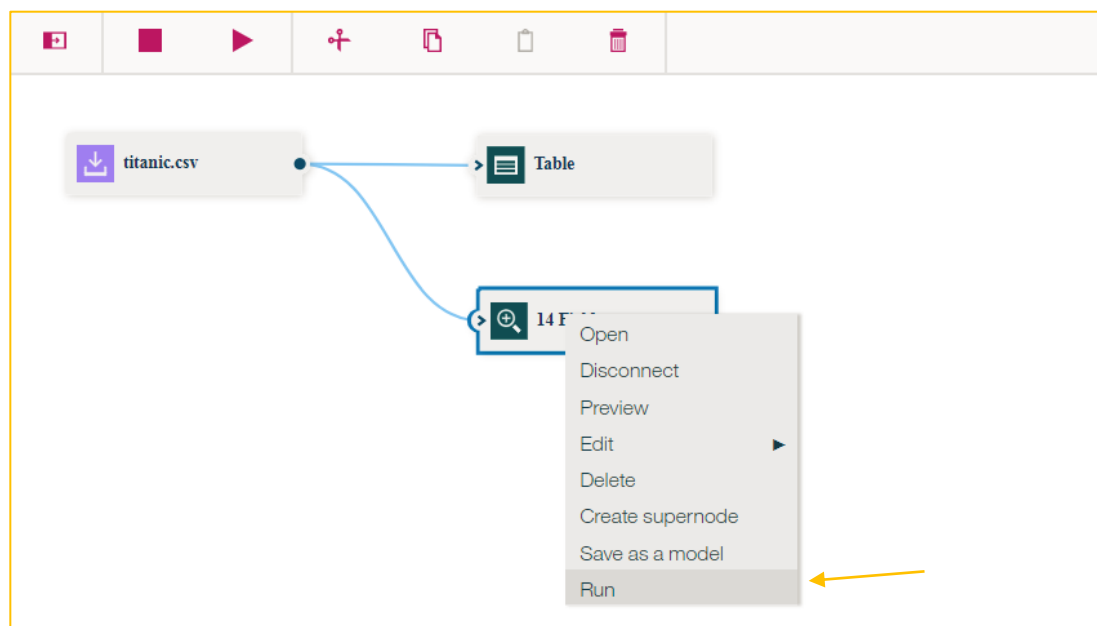 titanic.csv
Table
14
Open
Disconnect
Preview
Edit
Delete
Create supernode
Save as a model
Run